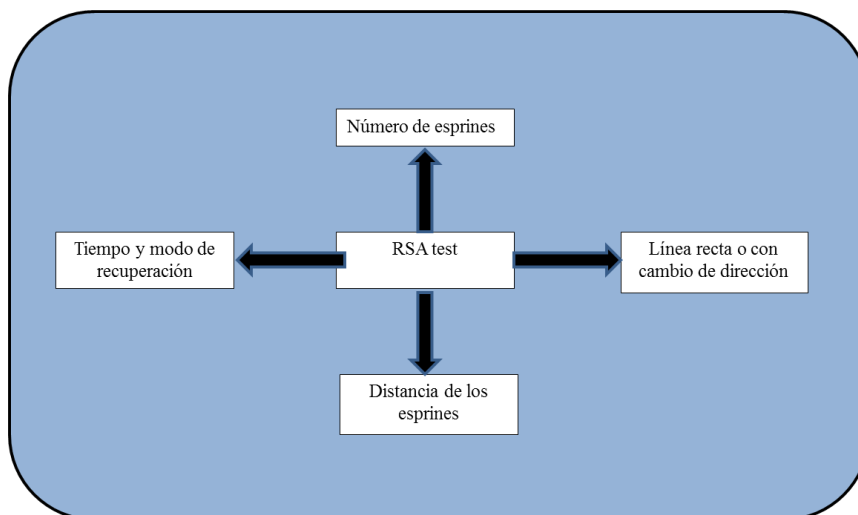 Número de esprines
Tiempo y modo de
recuperación
RSA test
Línea recta o con
cambio de dirección
Distancia de los
esprines